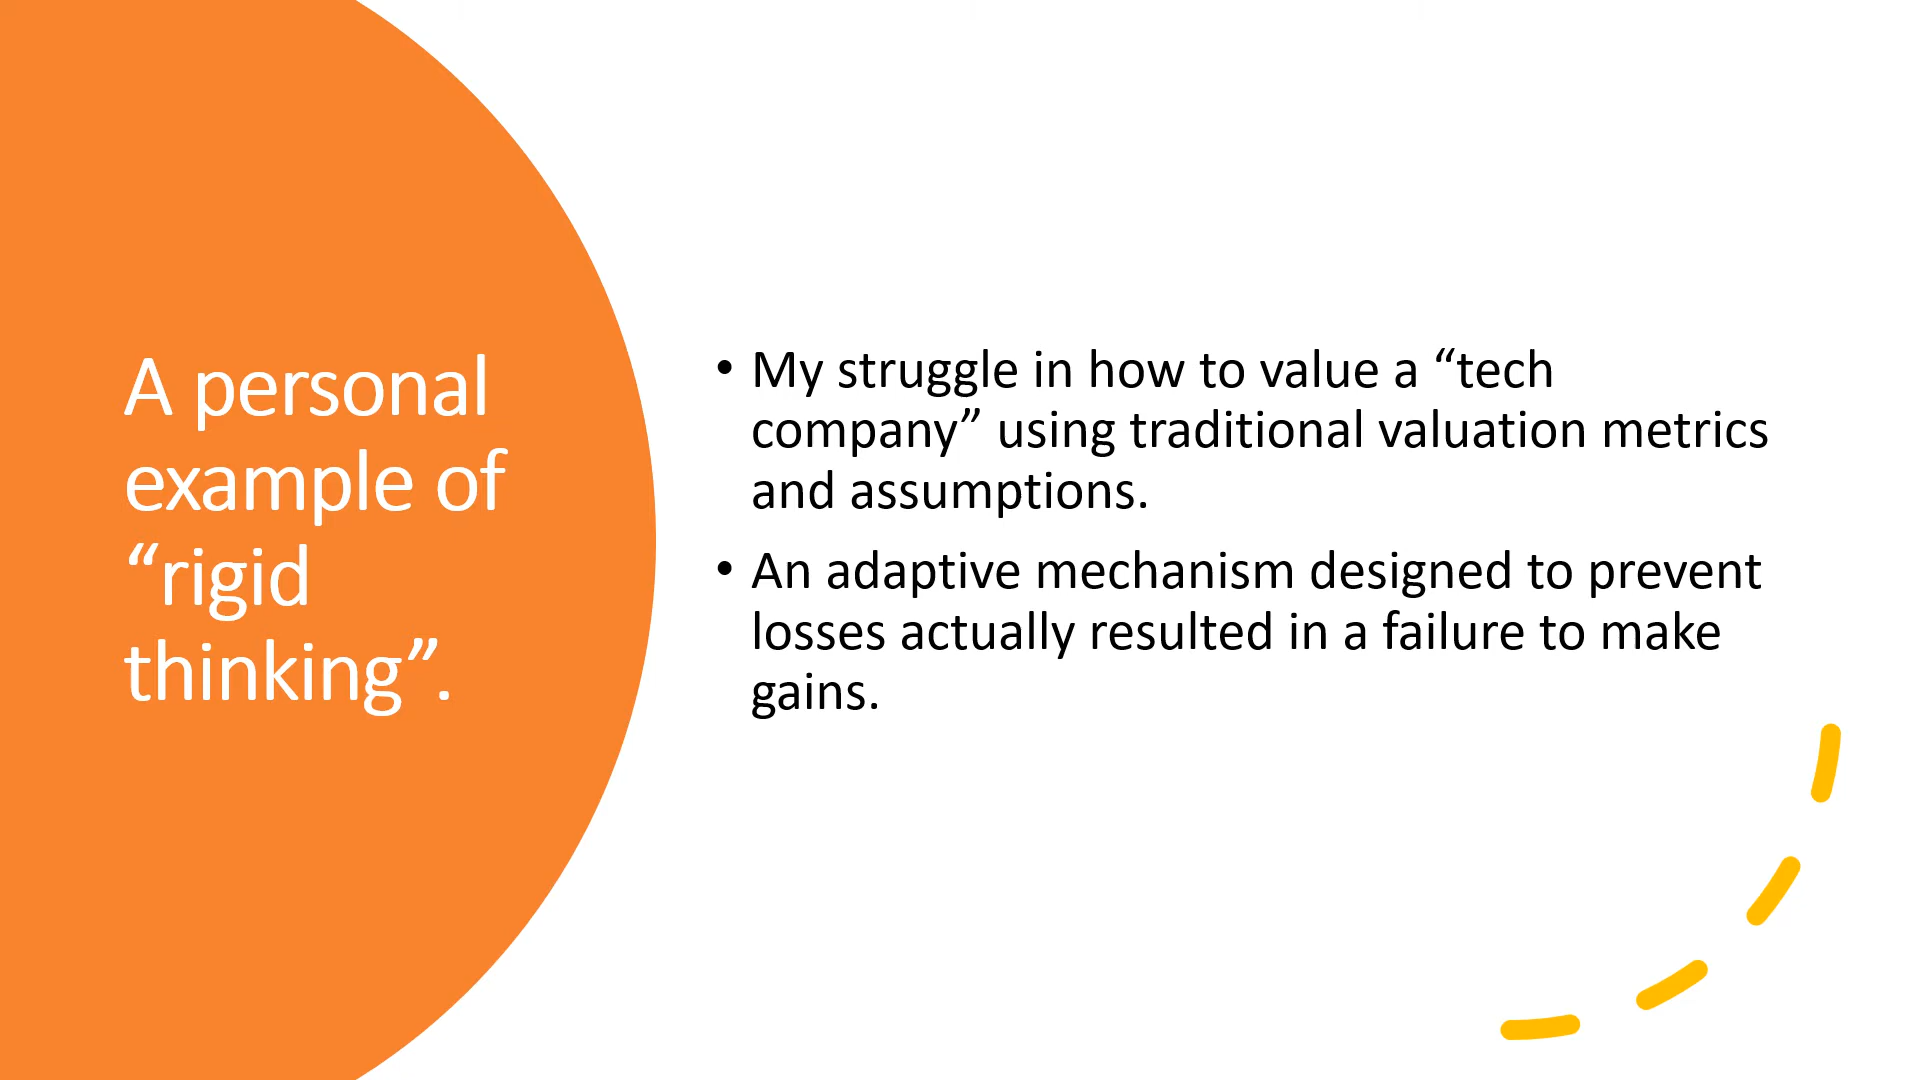 A personal
example of
“rigid
thinking”.
• My struggle in how to value a “tech
company” using traditional valuation metrics
and assumptions.
• An adaptive mechanism designed to prevent
losses actually resulted in a failure to make
gains.